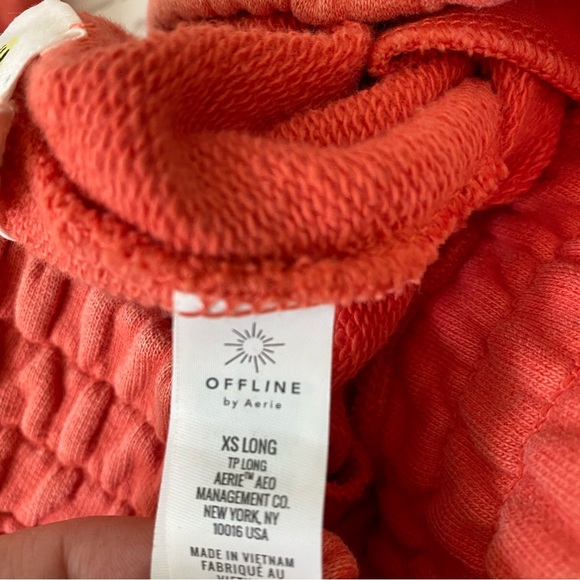 OFFLINE
by Aerie
XS LONG
TP LONG
AERIE™ AEO
MANAGEMENT CO.
NEW YORK, NY
10016 USA
MADE IN VIETNAM
FABRIQUÉ AU